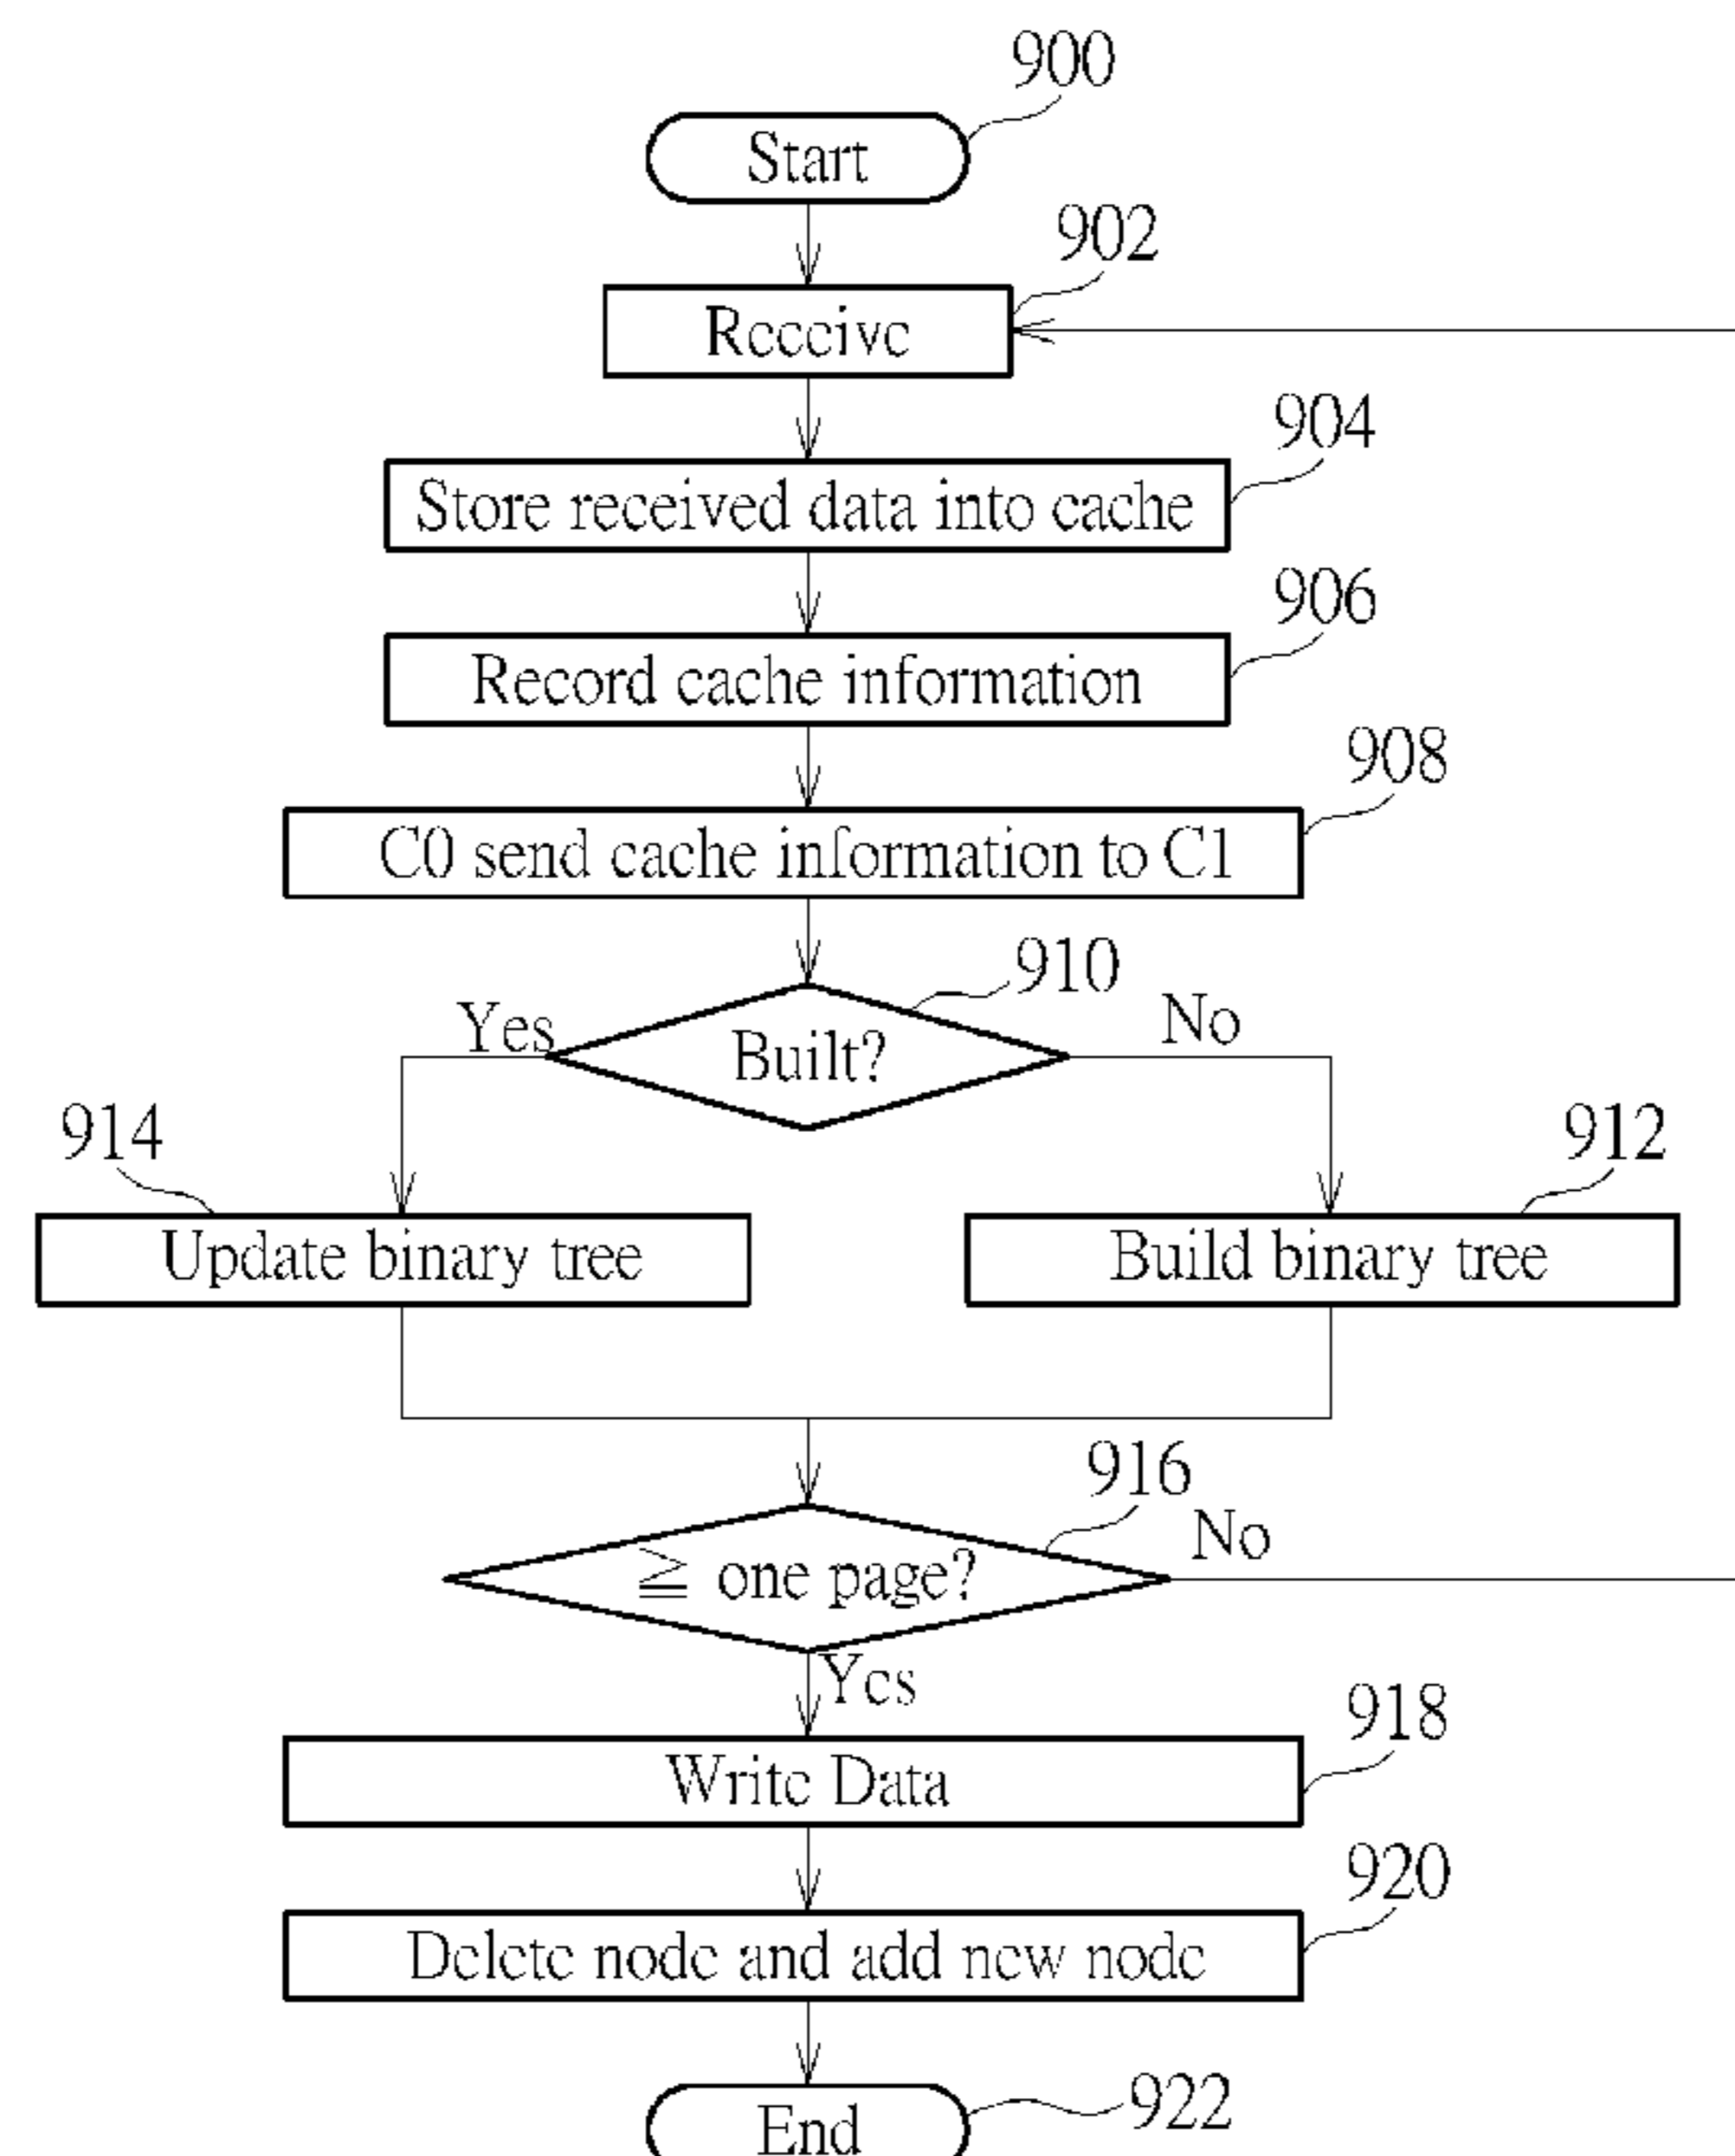 900
Start
902
Receive
904
Store received data into cache
906
Record cache information
908
C0 send cache information to C1
910
Yes
Built?
No
914
912
Update binary tree
Build binary tree
916
≧ one page?
No
Yes
918
Write Data
920
Delete node and add new node
922
End